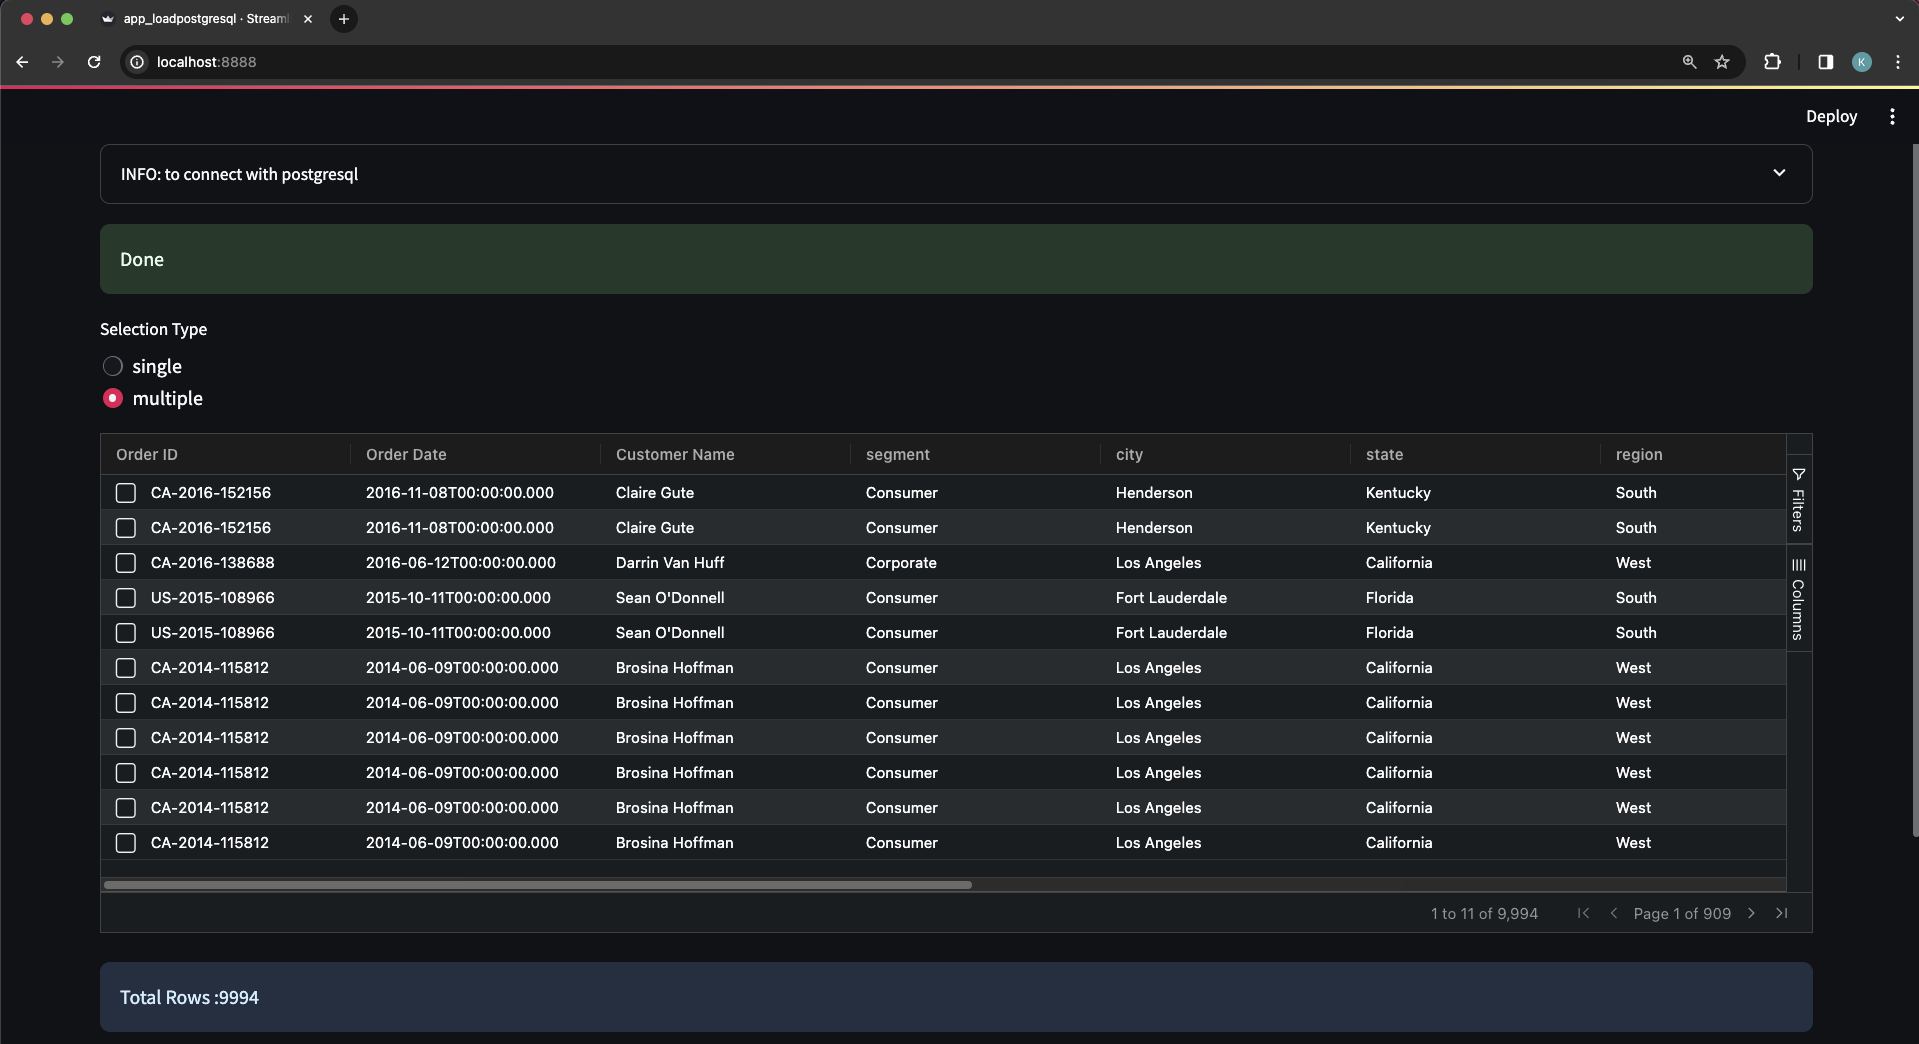 app_loadpostgresql · Streaml
localhost:8888
K
Deploy
INFO: to connect with postgresql
Done
Selection Type
single
multiple
Order ID Order Date Customer Name segment city state region
CA-2016-152156 2016-11-08T00:00:00.000 Claire Gute Consumer Henderson Kentucky South
CA-2016-152156 2016-11-08T00:00:00.000 Claire Gute Consumer Henderson Kentucky South
CA-2016-138688 2016-06-12T00:00:00.000 Darrin Van Huff Corporate Los Angeles California West
US-2015-108966 2015-10-11T00:00:00.000 Sean O'Donnell Consumer Fort Lauderdale Florida South
US-2015-108966 2015-10-11T00:00:00.000 Sean O'Donnell Consumer Fort Lauderdale Florida South
CA-2014-115812 2014-06-09T00:00:00.000 Brosina Hoffman Consumer Los Angeles California West
CA-2014-115812 2014-06-09T00:00:00.000 Brosina Hoffman Consumer Los Angeles California West
CA-2014-115812 2014-06-09T00:00:00.000 Brosina Hoffman Consumer Los Angeles California West
CA-2014-115812 2014-06-09T00:00:00.000 Brosina Hoffman Consumer Los Angeles California West
CA-2014-115812 2014-06-09T00:00:00.000 Brosina Hoffman Consumer Los Angeles California West
CA-2014-115812 2014-06-09T00:00:00.000 Brosina Hoffman Consumer Los Angeles California West
Filters
Columns
1 to 11 of 9,994 Page 1 of 909
Total Rows :9994